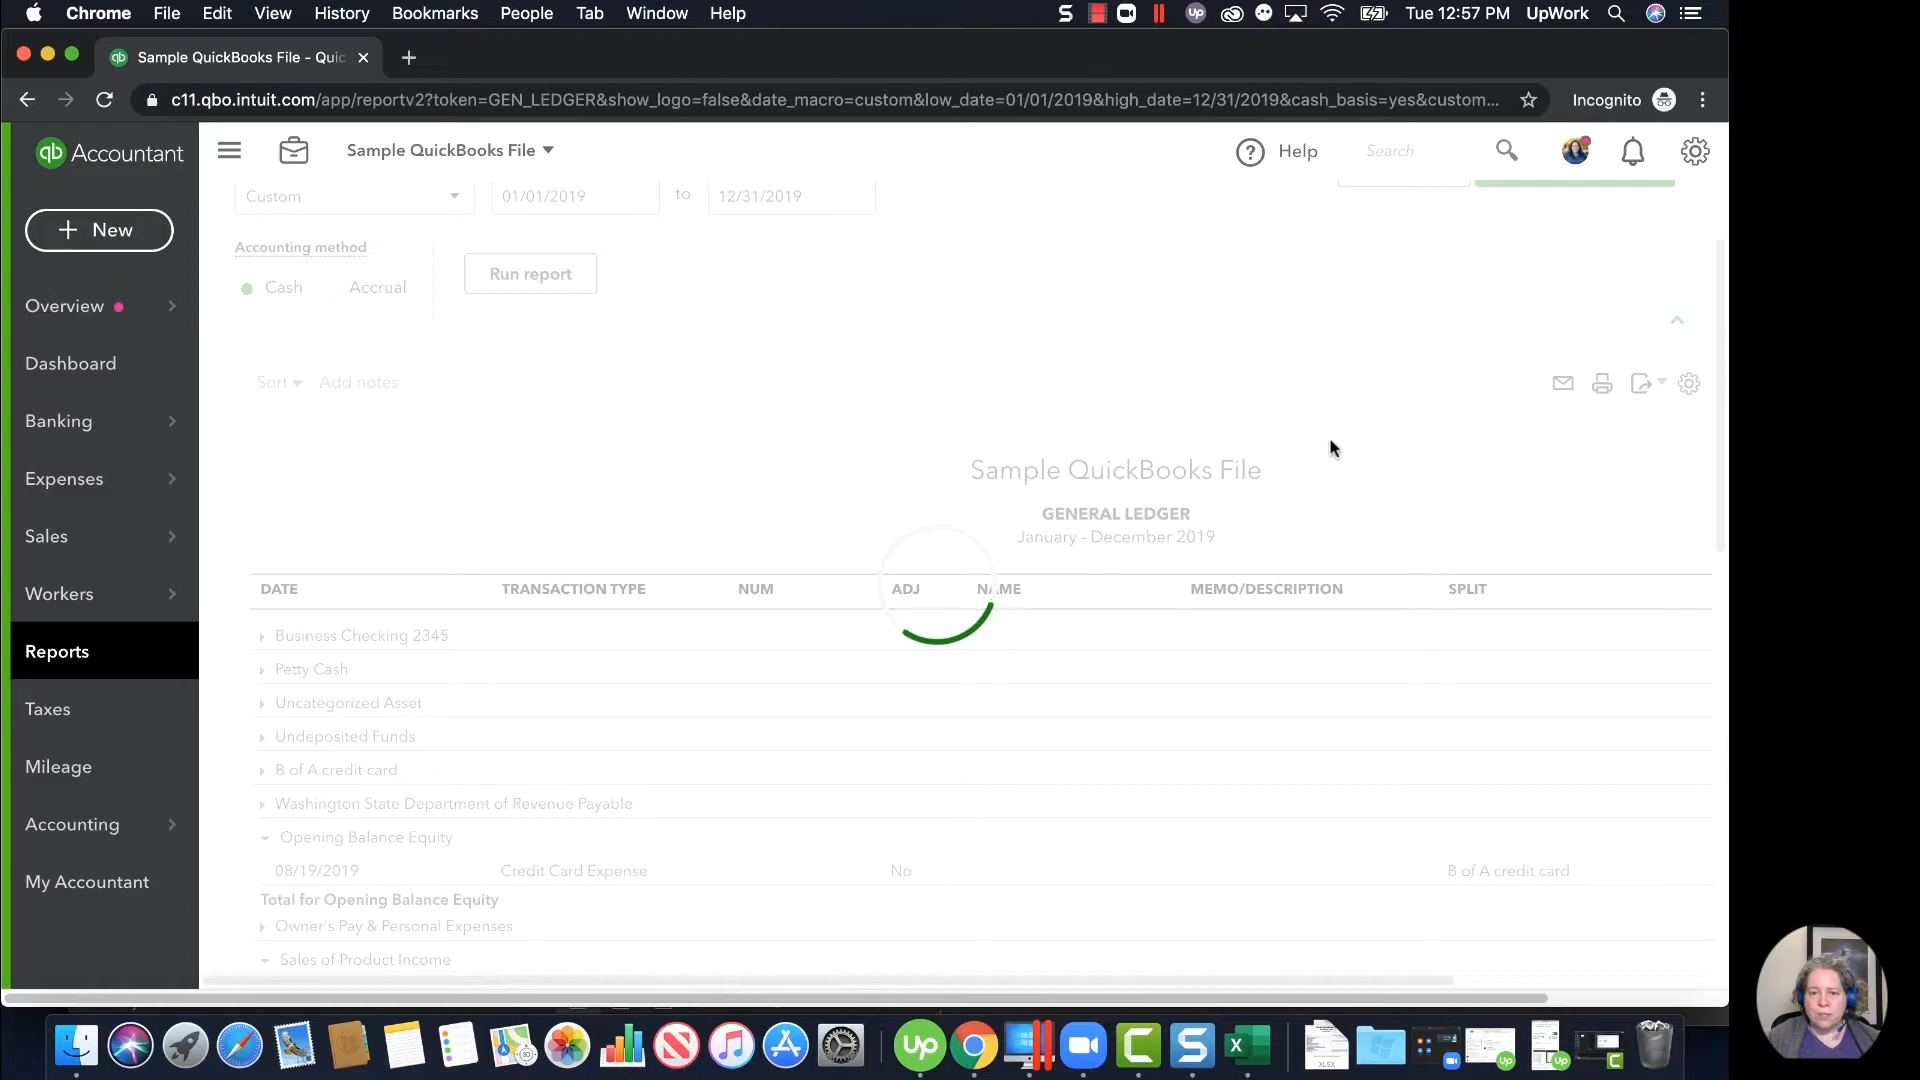 Chrome File Edit View History Bookmarks People Tab Window Help
Tue 12:57 PM UpWork
Sample QuickBooks File - Quic
c11.qbo.intuit.com/app/reportv2?token=GEN_LEDGER&show_logo=false&date_macro=custom&low_date=01/01/2019&high_date=12/31/2019&cash_basis=yes&custom...
Incognito
qb Accountant
Sample QuickBooks File
Help
Search
+ New
Overview
Dashboard
Banking
Expenses
Sales
Workers
Reports
Taxes
Mileage
Accounting
My Accountant
Custom 01/01/2019 to 12/31/2019
Accounting method
Cash Accrual
Run report
Sort Add notes
Sample QuickBooks File
GENERAL LEDGER
January - December 2019
DATE TRANSACTION TYPE NUM ADJ NAME MEMO/DESCRIPTION SPLIT
Business Checking 2345
Petty Cash
Uncategorized Asset
Undeposited Funds
B of A credit card
Washington State Department of Revenue Payable
Opening Balance Equity
08/19/2019 Credit Card Expense No B of A credit card
Total for Opening Balance Equity
Owner's Pay & Personal Expenses
Sales of Product Income